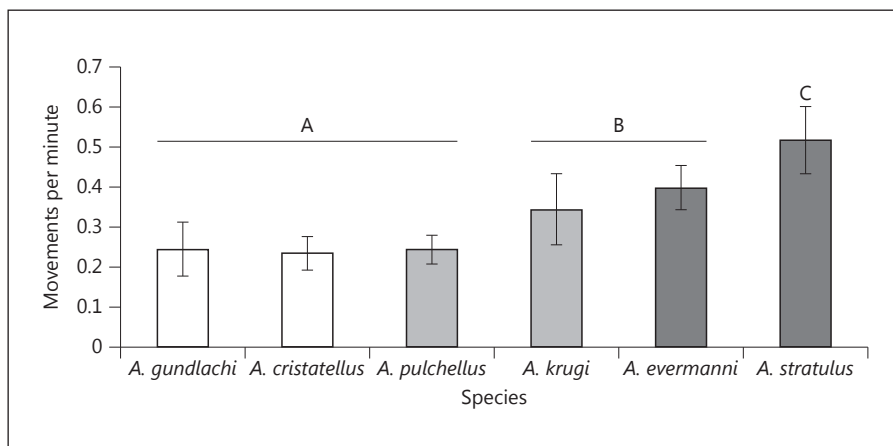 0.7
0.6
0.5
0.4
0.3
0.2
0.1
0
Movements per minute
A
B
C
A. gundlachi
A. cristatellus
A. pulchellus
A. krugi
A. evermanni
A. stratulus
Species